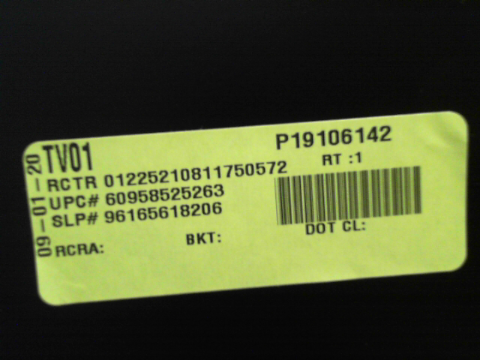 09-01-20
TV01
P19106142
RCTR 01225210811750572
RT :1
UPC# 60958525263
SLP# 96165618206
RCRA:
BKT:
DOT CL: